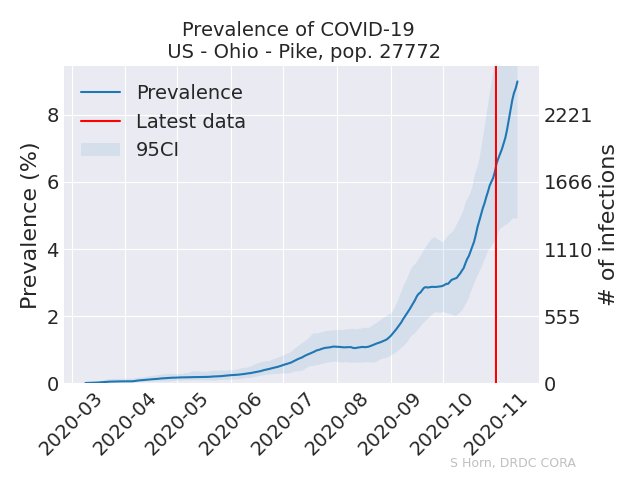 Prevalence of COVID-19
US - Ohio - Pike, pop. 27772
Prevalence
Latest data
95CI
Prevalence (%)
8
6
4
2
0
2221
1666
1110
555
0
# of infections
2020-03
2020-04
2020-05
2020-06
2020-07
2020-08
2020-09
2020-10
2020-11
S Horn, DRDC CORA